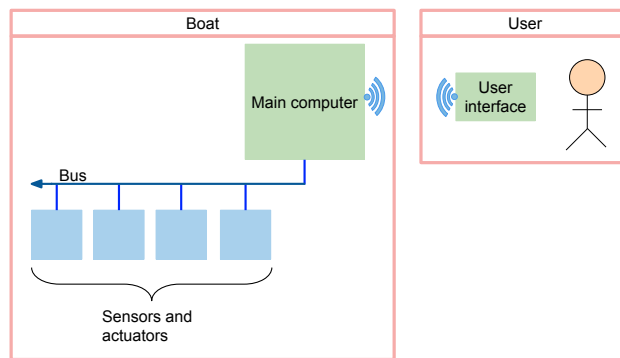 Boat
User
Main computer
User
interface
Bus
Sensors and
actuators